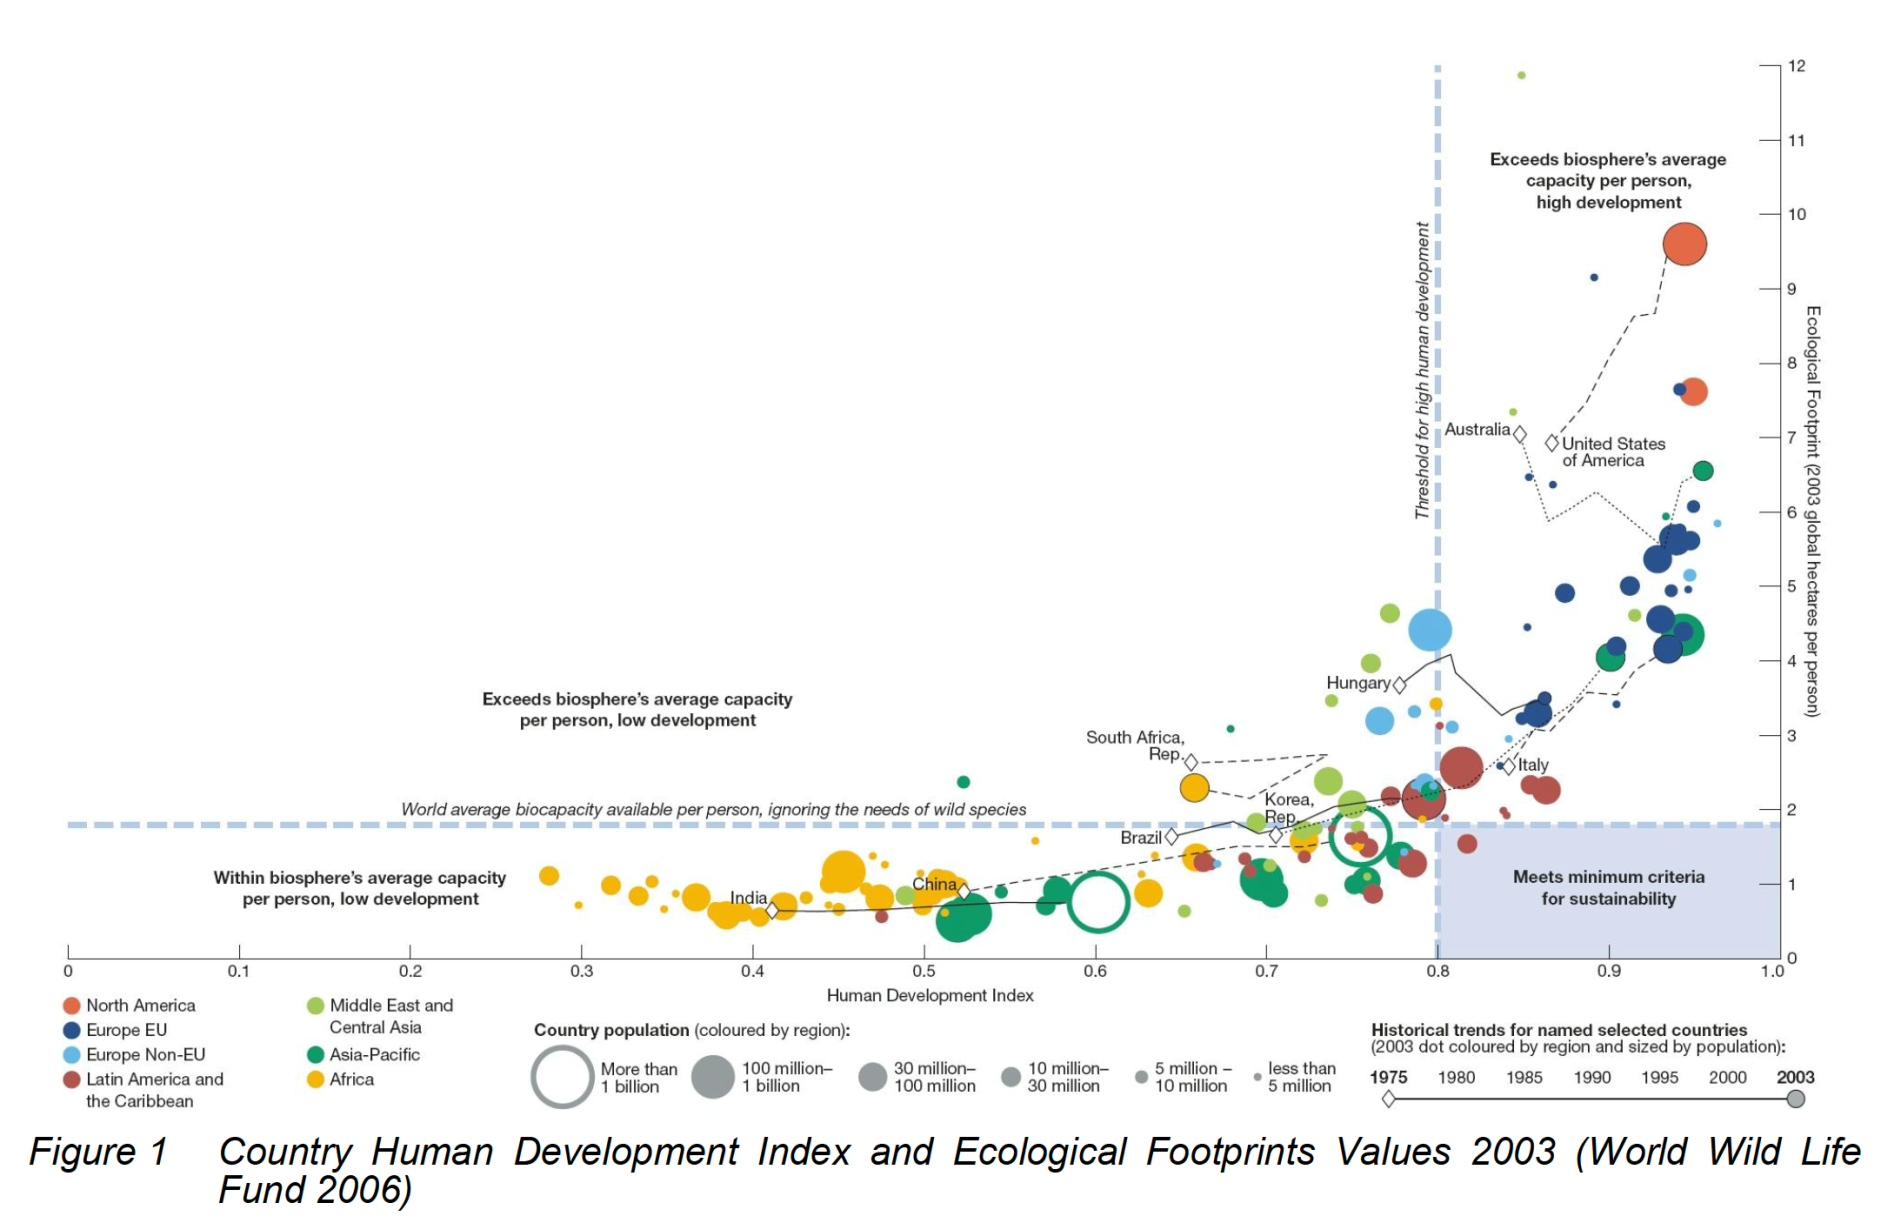 12
11
Exceeds biosphere's average
capacity per person,
high development
10
9
8
7
6
5
4
3
2
1
0
Ecological Footprint (2003 global hectares per person)
Threshold for high human development
Australia
United States
of America
Hungary
Exceeds biosphere's average capacity
per person, low development
South Africa,
Rep.
Italy
World average biocapacity available per person, ignoring the needs of wild species
Korea,
Rep.
Brazil
Within biosphere's average capacity
per person, low development
India
China
Meets minimum criteria
for sustainability
0 0.1 0.2 0.3 0.4 0.5 0.6 0.7 0.8 0.9 1.0
Human Development Index
North America
Europe EU
Europe Non-EU
Latin America and
the Caribbean
Middle East and
Central Asia
Asia-Pacific
Africa
Country population (coloured by region):
More than
1 billion
100 million–
1 billion
30 million–
100 million
10 million–
30 million
5 million –
10 million
less than
5 million
Historical trends for named selected countries
(2003 dot coloured by region and sized by population):
1975 1980 1985 1990 1995 2000 2003
Figure 1 Country Human Development Index and Ecological Footprints Values 2003 (World Wild Life
Fund 2006)